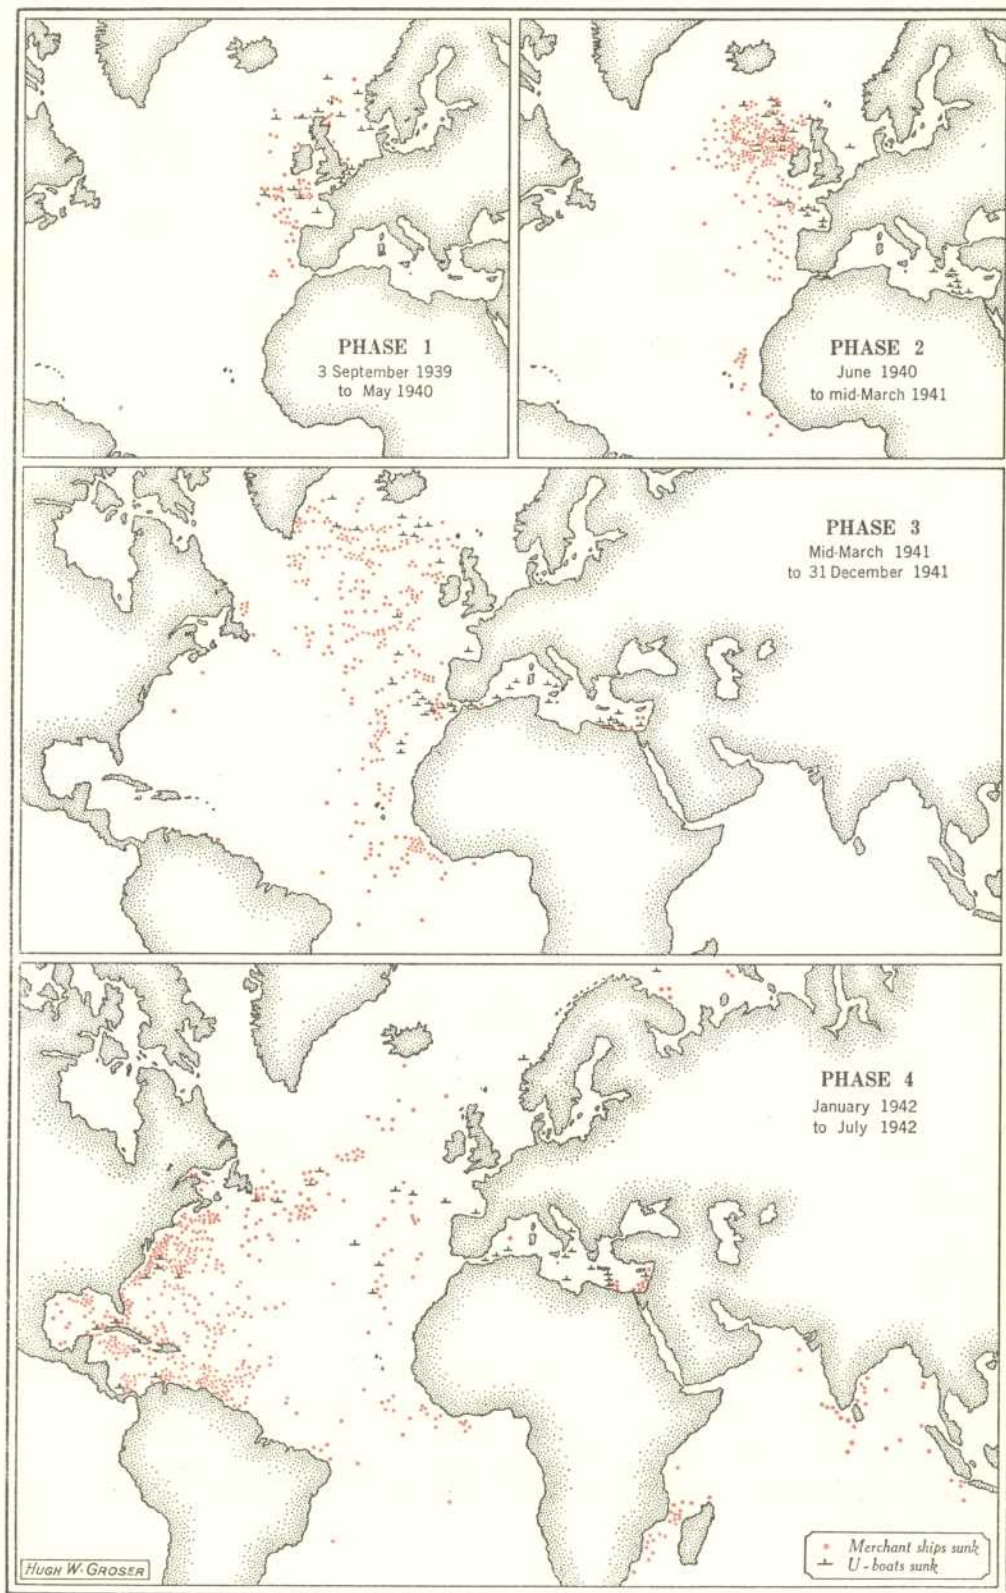 PHASE 1
3 September 1939
to May 1940
PHASE 2
June 1940
to mid-March 1941
PHASE 3
Mid-March 1941
to 31 December 1941
PHASE 4
January 1942
to July 1942
HUGH W. GROSER
Merchant ships sunk
U-boats sunk